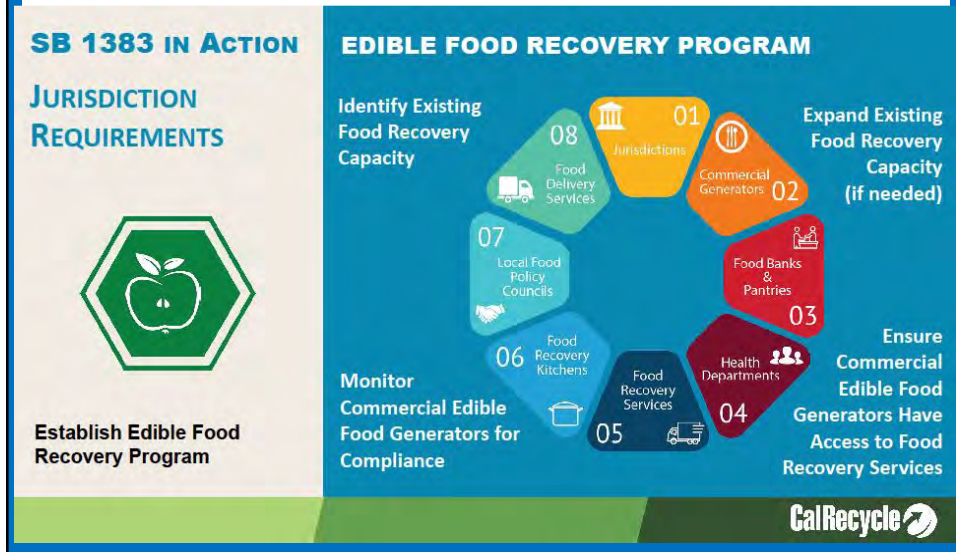 SB 1383 IN ACTION
JURISDICTION
REQUIREMENTS
Establish Edible Food
Recovery Program
EDIBLE FOOD RECOVERY PROGRAM
Identify Existing
Food Recovery
Capacity
Expand Existing
Food Recovery
Capacity
(if needed)
01
Jurisdictions
Commercial
Generators
02
Food Banks
&
Pantries
03
Health
Departments
04
Food
Recovery
Services
05
06
Food
Recovery
Kitchens
07
Local Food
Policy
Councils
08
Food
Delivery
Services
Monitor
Commercial Edible
Food Generators for
Compliance
Ensure
Commercial
Edible Food
Generators Have
Access to Food
Recovery Services
CalRecycle